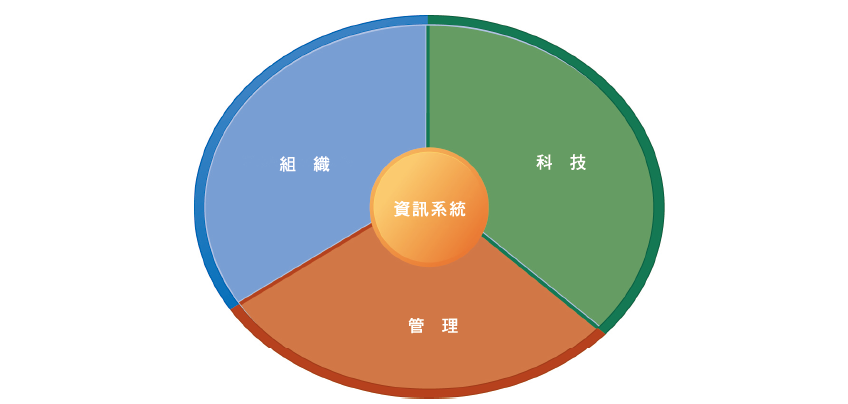 組 織
科 技
資訊系統
管 理